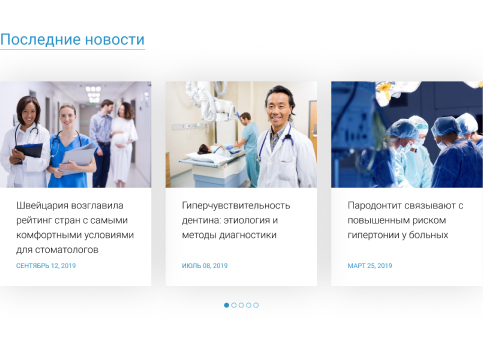 Последние новости
Швейцария возглавила
рейтинг стран с самыми
комфортными условиями
для стоматологов
СЕНТЯБРЬ 12, 2019
Гиперчувствительность
дентина: этиология и
методы диагностики
ИЮЛЬ 08, 2019
Пародонтит связывают с
повышенным риском
гипертонии у больных
МАРТ 25, 2019